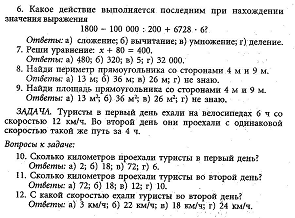 6. Какое действие выполняется последним при нахождении
значения выражения
1800 − 100000 : 200 + 6728 · 6?
Ответы: а) сложение; б) вычитание; в) умножение; г) деление.
7. Реши уравнение: x + 80 = 400.
Ответы: а) 480; б) 320; в) 5; г) 32 000.
8. Найди периметр прямоугольника со сторонами 4 м и 9 м.
Ответы: а) 13 м; б) 36 м; в) 26 м; г) не знаю.
9. Найди площадь прямоугольника со сторонами 4 м и 9 м.
Ответы: а) 13 м²; б) 36 м²; в) 26 м²; г) не знаю.
ЗАДАЧА. Туристы в первый день ехали на велосипедах 6 ч со
скоростью 12 км/ч. Во второй день они проехали с одинаковой
скоростью такой же путь за 4 ч.
Вопросы к задаче:
10. Сколько километров проехали туристы в первый день?
Ответы: а) 2; б) 18; в) 72; г) 6.
11. Сколько километров проехали туристы во второй день?
Ответы: а) 72; б) 18; в) 12; г) 10.
12. С какой скоростью ехали туристы во второй день?
Ответы: а) 3 км/ч; б) 22 км/ч; в) 18 км/ч; г) 24 км/ч.